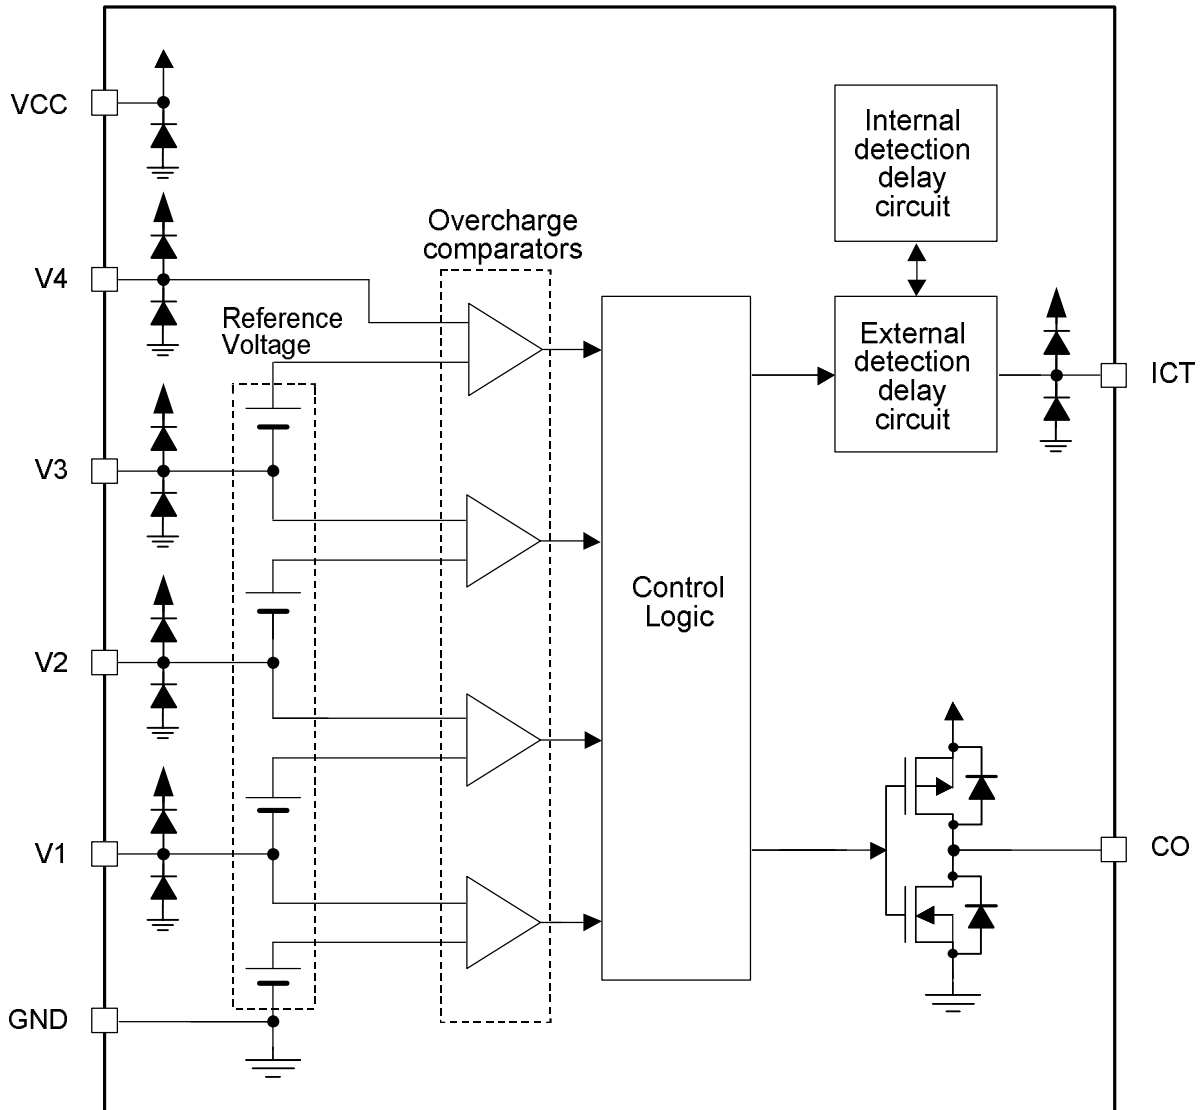 VCC
Internal
detection
delay
circuit
Overcharge
comparators
V4
Reference
Voltage
External
detection
delay
circuit
ICT
V3
Control
Logic
V2
V1
CO
GND